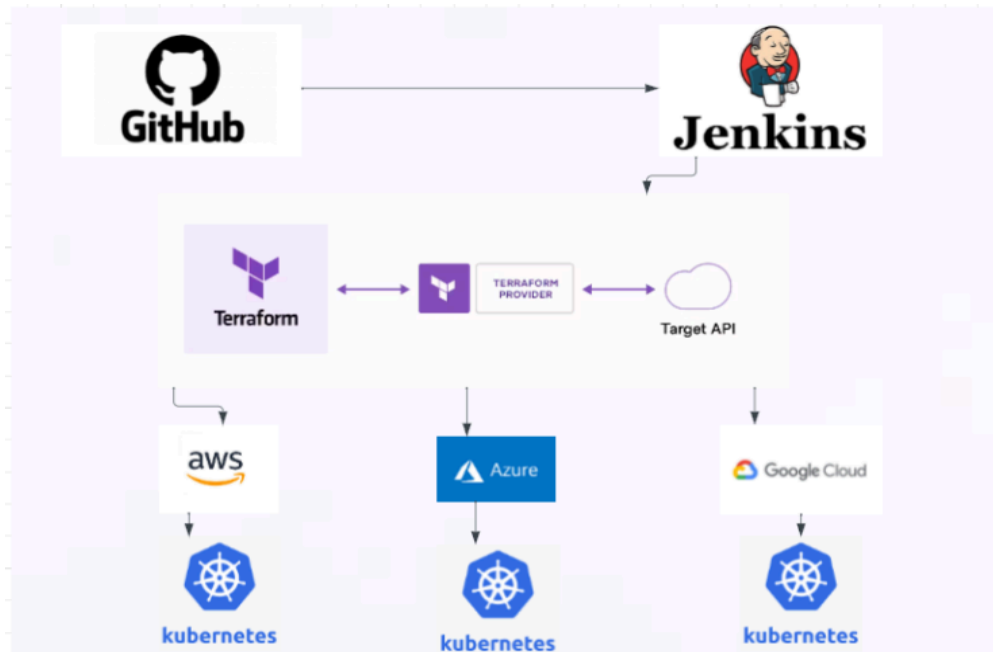 GitHub
Jenkins
Terraform
TERRAFORM
PROVIDER
Target API
aws
Azure
Google Cloud
kubernetes
kubernetes
kubernetes